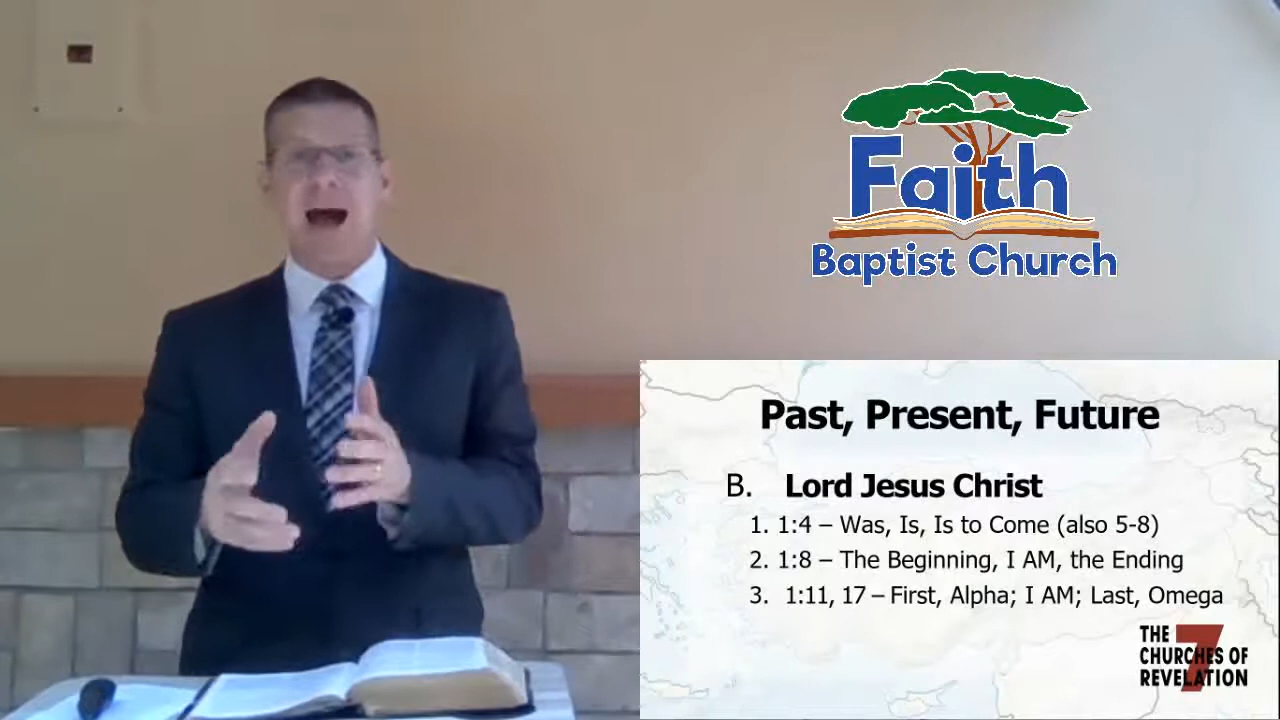 Faith
Baptist Church
Past, Present, Future
B. Lord Jesus Christ
1. 1:4 – Was, Is, Is to Come (also 5-8)
2. 1:8 – The Beginning, I AM, the Ending
3. 1:11, 17 – First, Alpha; I AM; Last, Omega
THE
7
CHURCHES OF
REVELATION